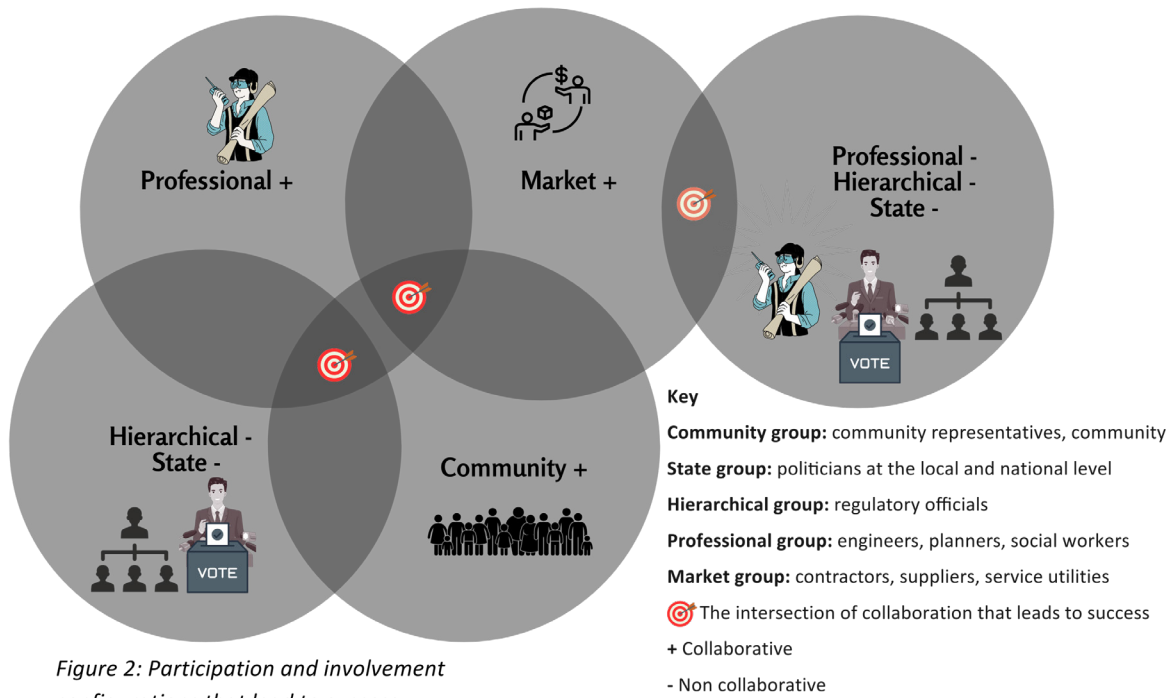 Professional +
Market +
Professional -
Hierarchical -
State -
VOTE
Hierarchical -
State -
VOTE
Community +
Key
Community group: community representatives, community
State group: politicians at the local and national level
Hierarchical group: regulatory officials
Professional group: engineers, planners, social workers
Market group: contractors, suppliers, service utilities
The intersection of collaboration that leads to success
+ Collaborative
- Non collaborative
Figure 2: Participation and involvement